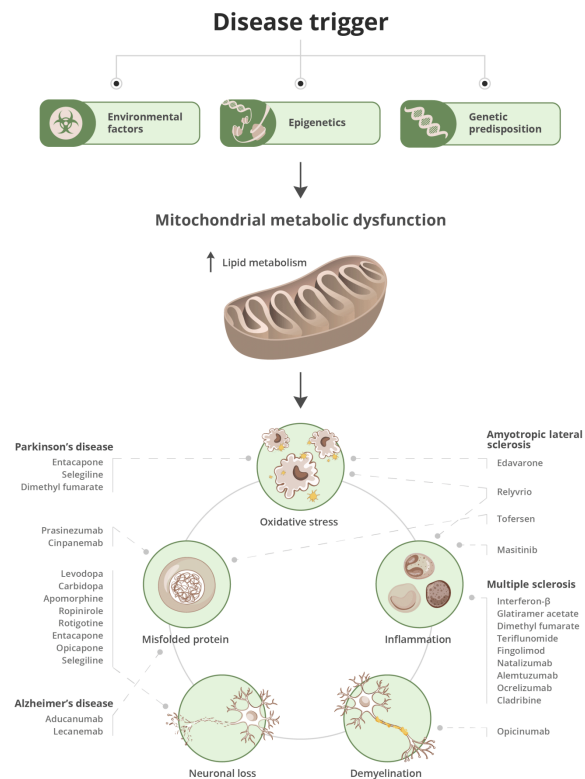 Disease trigger
Environmental
factors
Epigenetics
Genetic
predisposition
Mitochondrial metabolic dysfunction
Lipid metabolism
Parkinson's disease
Entacapone
Selegiline
Dimethyl fumarate
Prasinezumab
Cinpanemab
Levodopa
Carbidopa
Apomorphine
Ropinirole
Rotigotine
Entacapone
Opicapone
Selegiline
Alzheimer's disease
Aducanumab
Lecanemab
Oxidative stress
Misfolded protein
Inflammation
Neuronal loss
Demyelination
Amyotropic lateral
sclerosis
Edavarone
Relyvrio
Tofersen
Masitinib
Multiple sclerosis
Interferon-β
Glatiramer acetate
Dimethyl fumarate
Teriflunomide
Fingolimod
Natalizumab
Alemtuzumab
Ocrelizumab
Cladribine
Opicinumab